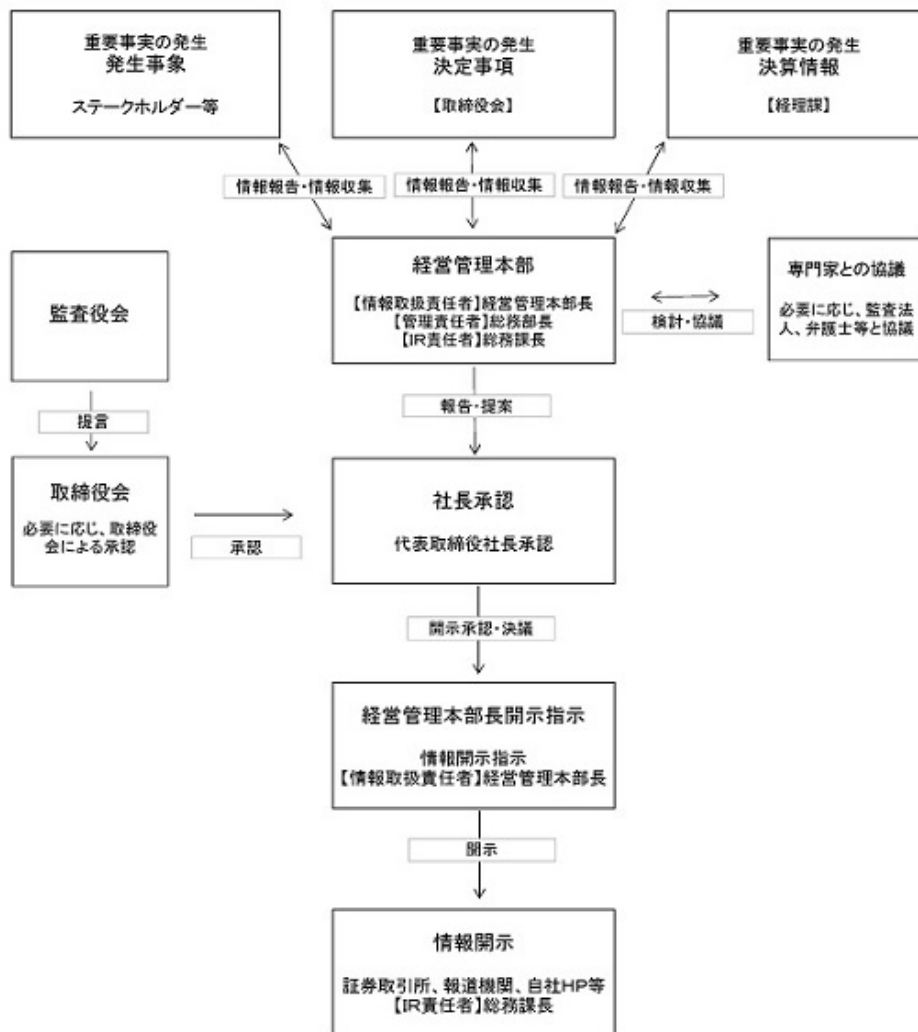 重要事実の発生
発生事象
ステークホルダー等
重要事実の発生
決定事項
【取締役会】
重要事実の発生
決算情報
【経理課】
情報報告・情報収集
情報報告・情報収集
情報報告・情報収集
監査役会
経営管理本部
【情報取扱責任者】経営管理本部長
【管理責任者】総務部長
【IR責任者】総務課長
検討・協議
専門家との協議
必要に応じ、監査法
人、弁護士等と協議
提言
報告・提案
取締役会
必要に応じ、取締役
会による承認
承認
社長承認
代表取締役社長承認
開示承認・決議
経営管理本部長開示指示
情報開示指示
【情報取扱責任者】経営管理本部長
開示
情報開示
証券取引所、報道機関、自社HP等
【IR責任者】総務課長